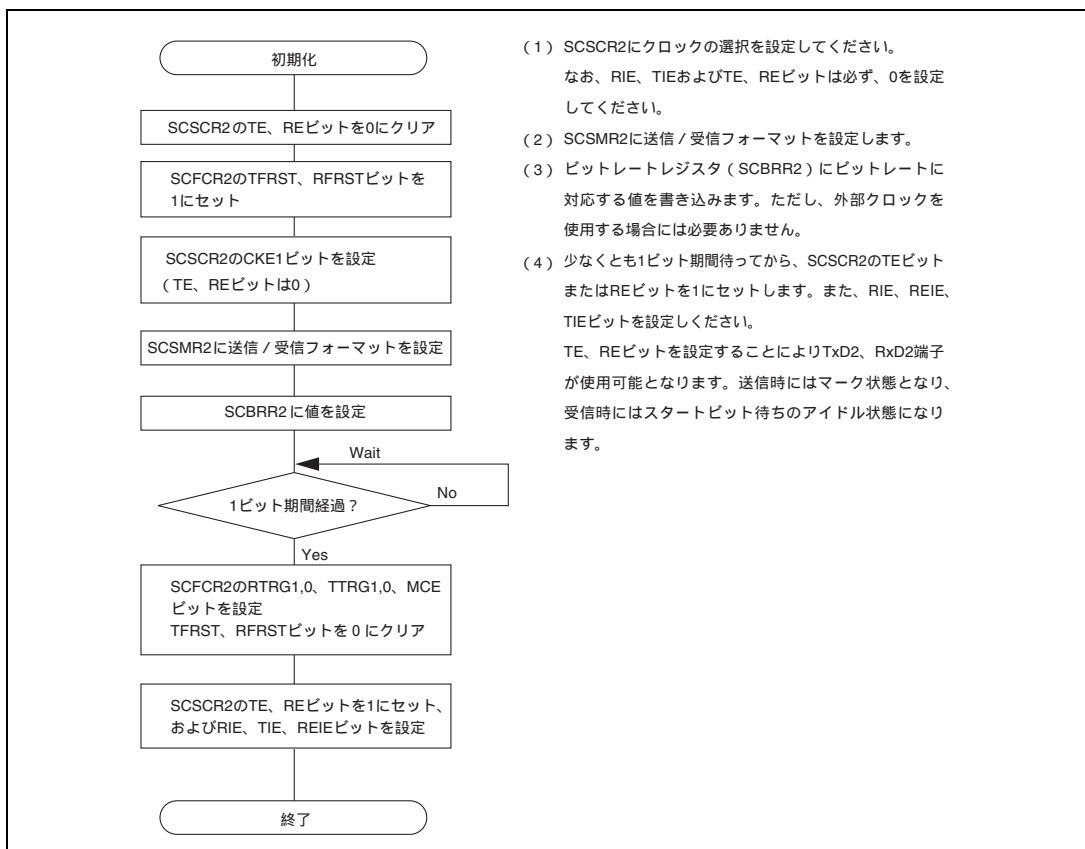 初期化
SCSCR2のTE、REビットを0にクリア
SCFCR2のTFRST、RFRSTビットを
1にセット
SCSCR2のCKE1ビットを設定
（TE、REビットは0）
SCSMR2に送信／受信フォーマットを設定
SCBRR2に値を設定
Wait
1ビット期間経過？
No
Yes
SCFCR2のRTRG1,0、TTRG1,0、MCE
ビットを設定
TFRST、RFRSTビットを0にクリア
SCSCR2のTE、REビットを1にセット、
およびRIE、TIE、REIEビットを設定
終了
（1）SCSCR2にクロックの選択を設定してください。
なお、RIE、TIEおよびTE、REビットは必ず、0を設定
してください。
（2）SCSMR2に送信／受信フォーマットを設定します。
（3）ビットレートレジスタ（SCBRR2）にビットレートに
対応する値を書き込みます。ただし、外部クロックを
使用する場合には必要ありません。
（4）少なくとも1ビット期間待ってから、SCSCR2のTEビット
またはREビットを1にセットします。また、RIE、REIE、
TIEビットを設定しください。
TE、REビットを設定することによりTxD2、RxD2端子
が使用可能となります。送信時にはマーク状態となり、
受信時にはスタートビット待ちのアイドル状態になり
ます。